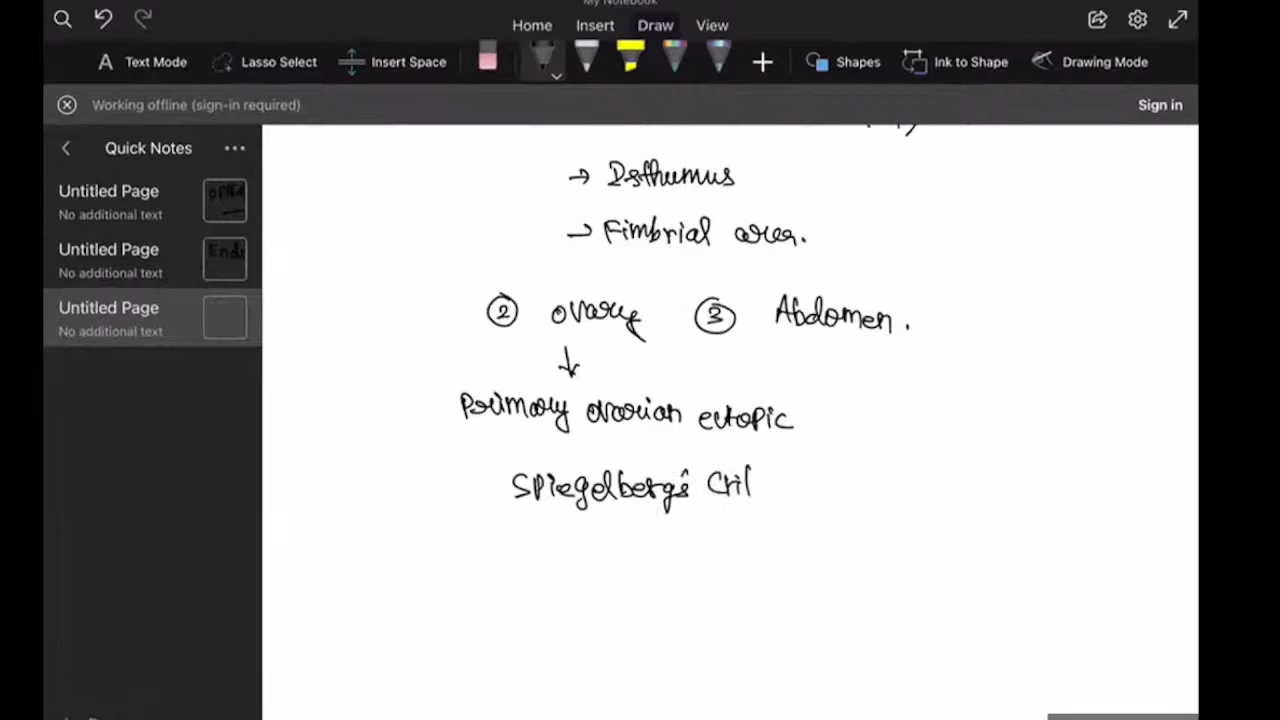 My Notebook
Home Insert Draw View
Text Mode Lasso Select Insert Space Shapes Ink to Shape Drawing Mode
Working offline (sign-in required) Sign in
Quick Notes
Untitled Page
No additional text
Untitled Page
No additional text
Untitled Page
No additional text
→ Isthumus
→ Fimbrial area.
② ovary ③ Abdomen.
↓
Primary ovarian ectopic
Spiegelberg's Crit